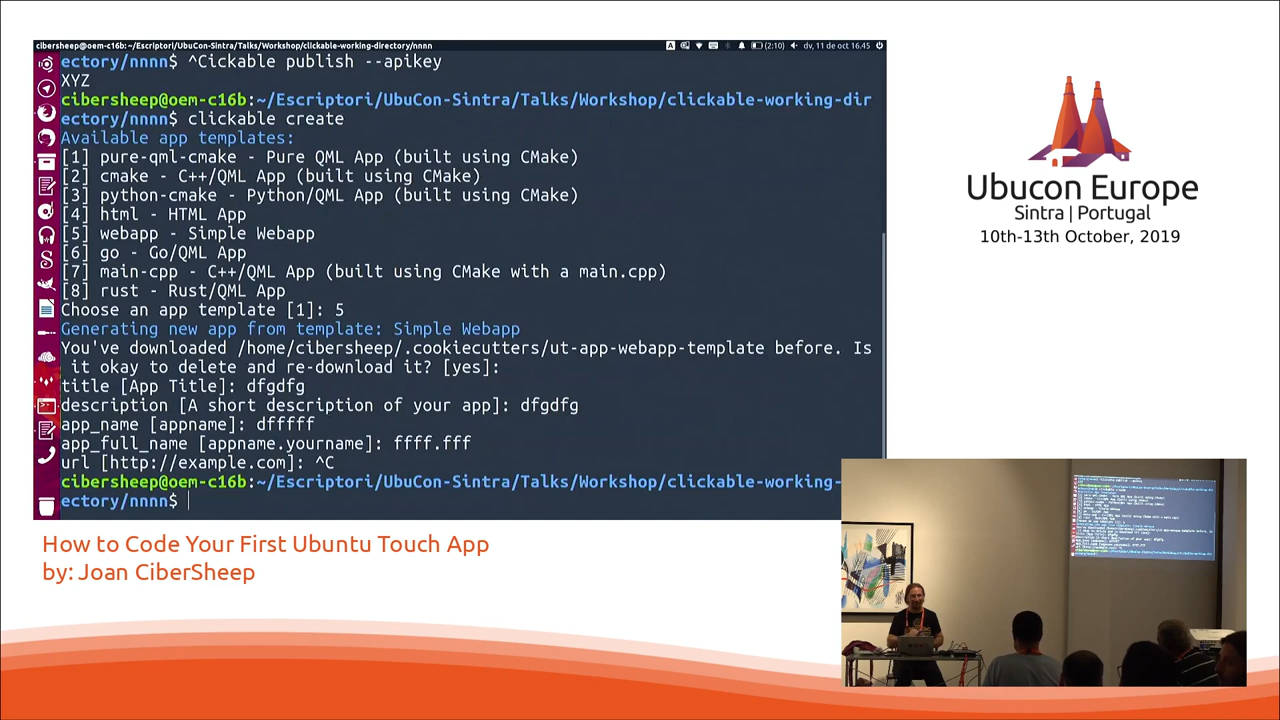 cibersheep@oem-c16b: ~/Escriptori/UbuCon-Sintra/Talks/Workshop/clickable-working-directory/nnnn
A (2:10) dv, 11 de oct 16.45
ectory/nnnn$ ^Cickable publish --apikey
XYZ
cibersheep@oem-c16b:~/Escriptori/UbuCon-Sintra/Talks/Workshop/clickable-working-dir
ectory/nnnn$ clickable create
Available app templates:
[1] pure-qml-cmake - Pure QML App (built using CMake)
[2] cmake - C++/QML App (built using CMake)
[3] python-cmake - Python/QML App (built using CMake)
[4] html - HTML App
[5] webapp - Simple Webapp
[6] go - Go/QML App
[7] main-cpp - C++/QML App (built using CMake with a main.cpp)
[8] rust - Rust/QML App
Choose an app template [1]: 5
Generating new app from template: Simple Webapp
You've downloaded /home/cibersheep/.cookiecutters/ut-app-webapp-template before. Is
it okay to delete and re-download it? [yes]:
title [App Title]: dfgdfg
description [A short description of your app]: dfgdfg
app_name [appname]: dfffff
app_full_name [appname.yourname]: ffff.fff
url [http://example.com]: ^C
cibersheep@oem-c16b:~/Escriptori/UbuCon-Sintra/Talks/Workshop/clickable-working-
ectory/nnnn$
Ubucon Europe
Sintra | Portugal
10th-13th October, 2019
How to Code Your First Ubuntu Touch App
by: Joan CiberSheep